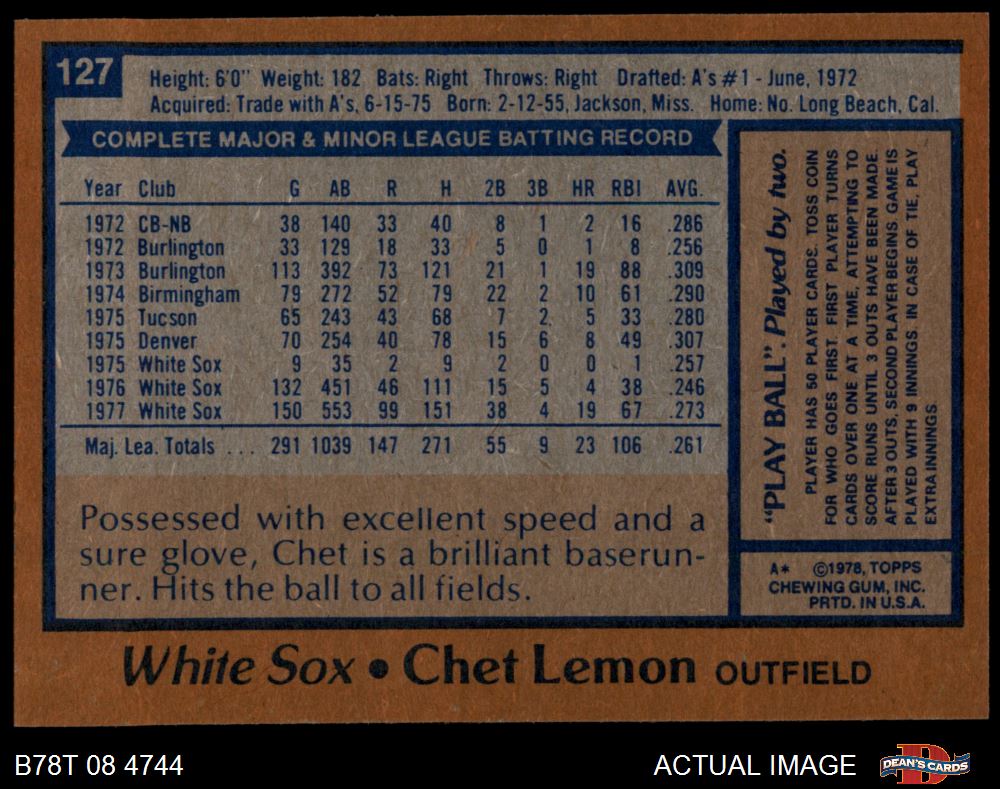 127
Height: 6'0" Weight: 182 Bats: Right Throws: Right Drafted: A's #1 - June, 1972
Acquired: Trade with A's, 6-15-75 Born: 2-12-55, Jackson, Miss. Home: No. Long Beach, Cal.
COMPLETE MAJOR & MINOR LEAGUE BATTING RECORD
Year Club G AB R H 2B 3B HR RBI AVG.
1972 CB-NB 38 140 33 40 8 1 2 16 .286
1972 Burlington 33 129 18 33 5 0 1 8 .256
1973 Burlington 113 392 73 121 21 1 19 88 .309
1974 Birmingham 79 272 52 79 22 2 10 61 .290
1975 Tucson 65 243 43 68 7 2 5 33 .280
1975 Denver 70 254 40 78 15 6 8 49 .307
1975 White Sox 9 35 2 9 2 0 0 1 .257
1976 White Sox 132 451 46 111 15 5 4 38 .246
1977 White Sox 150 553 99 151 38 4 19 67 .273
Maj. Lea. Totals ... 291 1039 147 271 55 9 23 106 .261
Possessed with excellent speed and a
sure glove, Chet is a brilliant baserun-
ner. Hits the ball to all fields.
"PLAY BALL". Played by two.
PLAYER HAS 50 PLAYER CARDS. TOSS COIN
FOR WHO GOES FIRST. FIRST PLAYER TURNS
CARDS OVER ONE AT A TIME, ATTEMPTING TO
SCORE RUNS UNTIL 3 OUTS HAVE BEEN MADE.
AFTER 3 OUTS, SECOND PLAYER BEGINS GAME IS
PLAYED WITH 9 INNINGS. IN CASE OF TIE, PLAY
EXTRA INNINGS
A* ©1978, TOPPS
CHEWING GUM, INC.
PRTD. IN U.S.A.
White Sox • Chet Lemon OUTFIELD
B78T 08 4744
ACTUAL IMAGE
DEAN'S CARDS